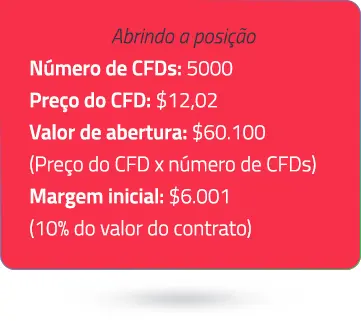 Abrindo a posição
Número de CFDs: 5000
Preço do CFD: $12,02
Valor de abertura: $60.100
(Preço do CFD x número de CFDs)
Margem inicial: $6.001
(10% do valor do contrato)